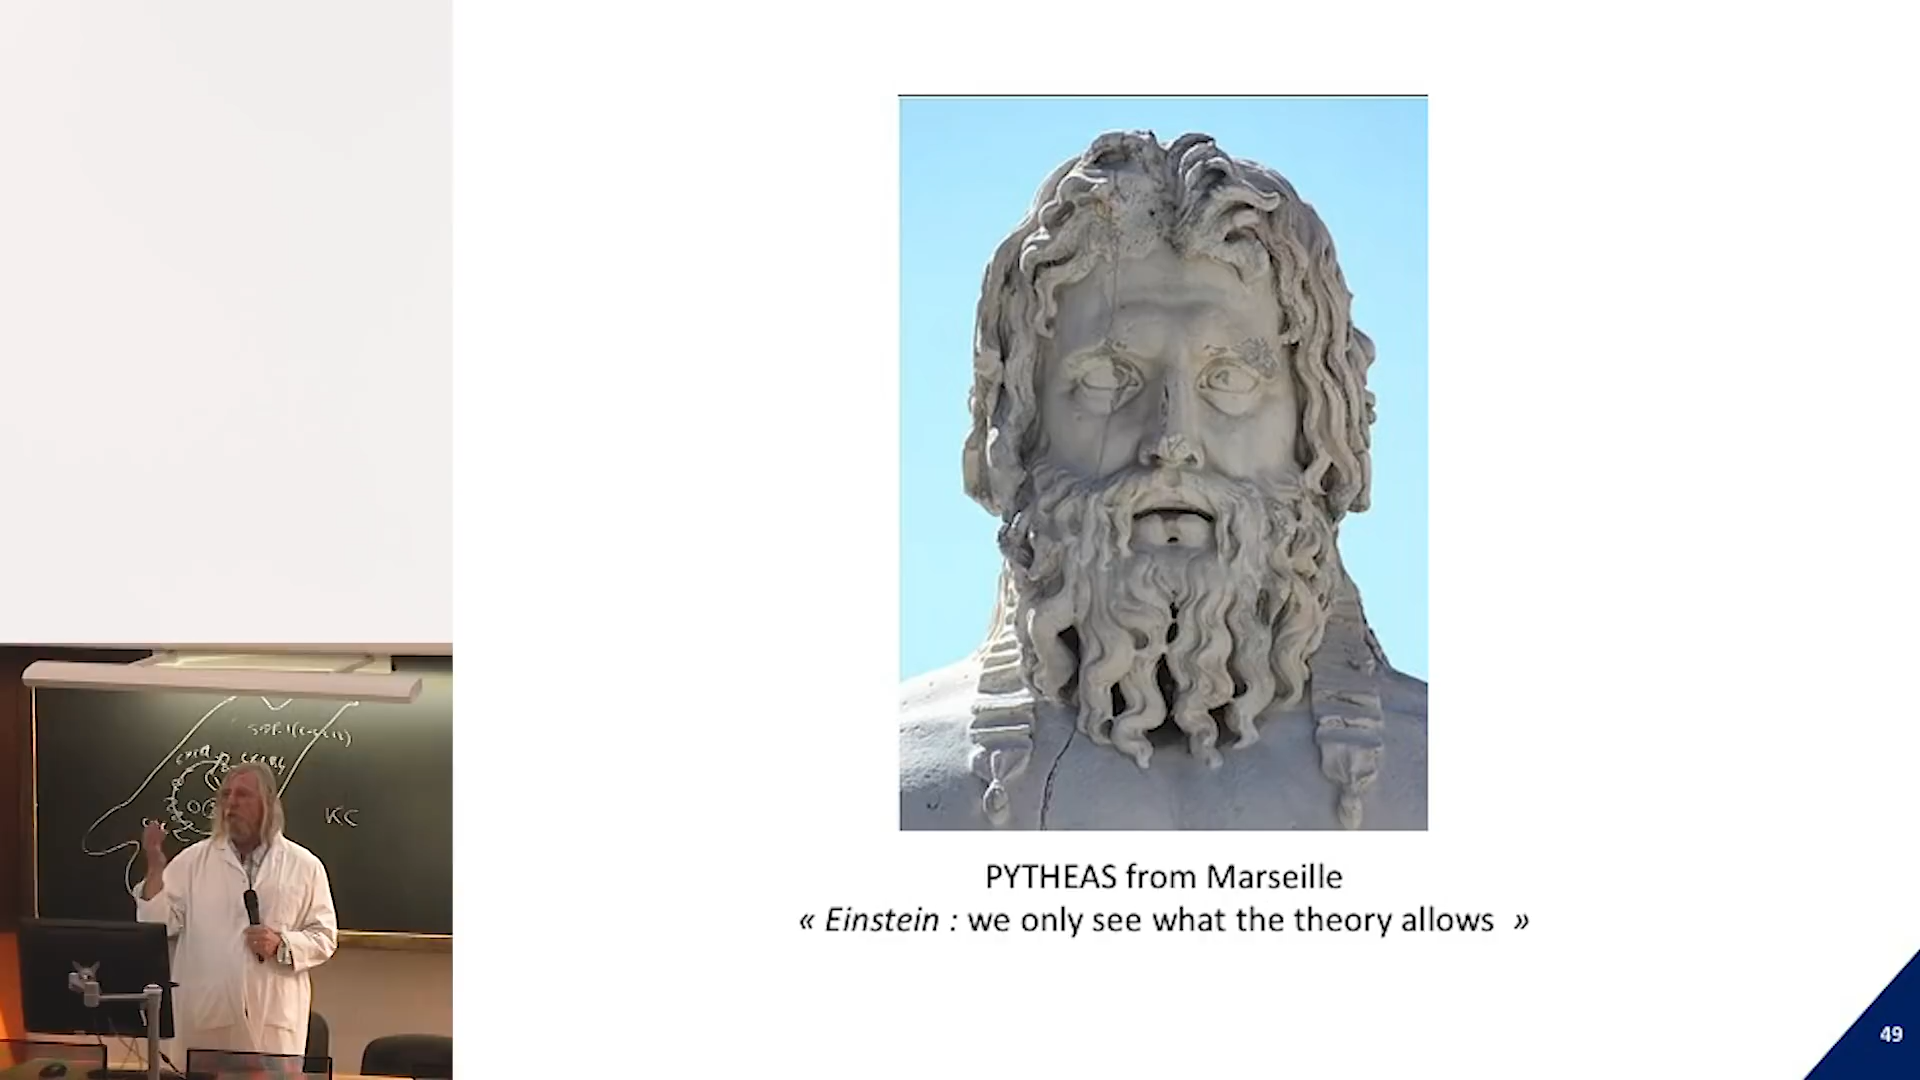 KC
PYTHEAS from Marseille
« Einstein : we only see what the theory allows »
49